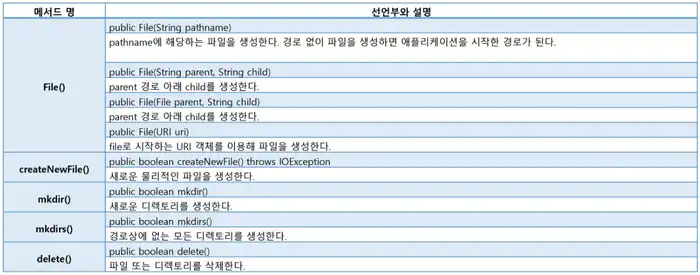 메서드 명
선언부와 설명
File()
public File(String pathname)
pathname에 해당하는 파일을 생성한다. 경로 없이 파일을 생성하면 애플리케이션을 시작한 경로가 된다.
public File(String parent, String child)
parent 경로 아래 child를 생성한다.
public File(File parent, String child)
parent 경로 아래 child를 생성한다.
public File(URI uri)
file로 시작하는 URI 객체를 이용해 파일을 생성한다.
createNewFile()
public boolean createNewFile() throws IOException
새로운 물리적인 파일을 생성한다.
mkdir()
public boolean mkdir()
새로운 디렉토리를 생성한다.
mkdirs()
public boolean mkdirs()
경로상에 없는 모든 디렉토리를 생성한다.
delete()
public boolean delete()
파일 또는 디렉토리를 삭제한다.